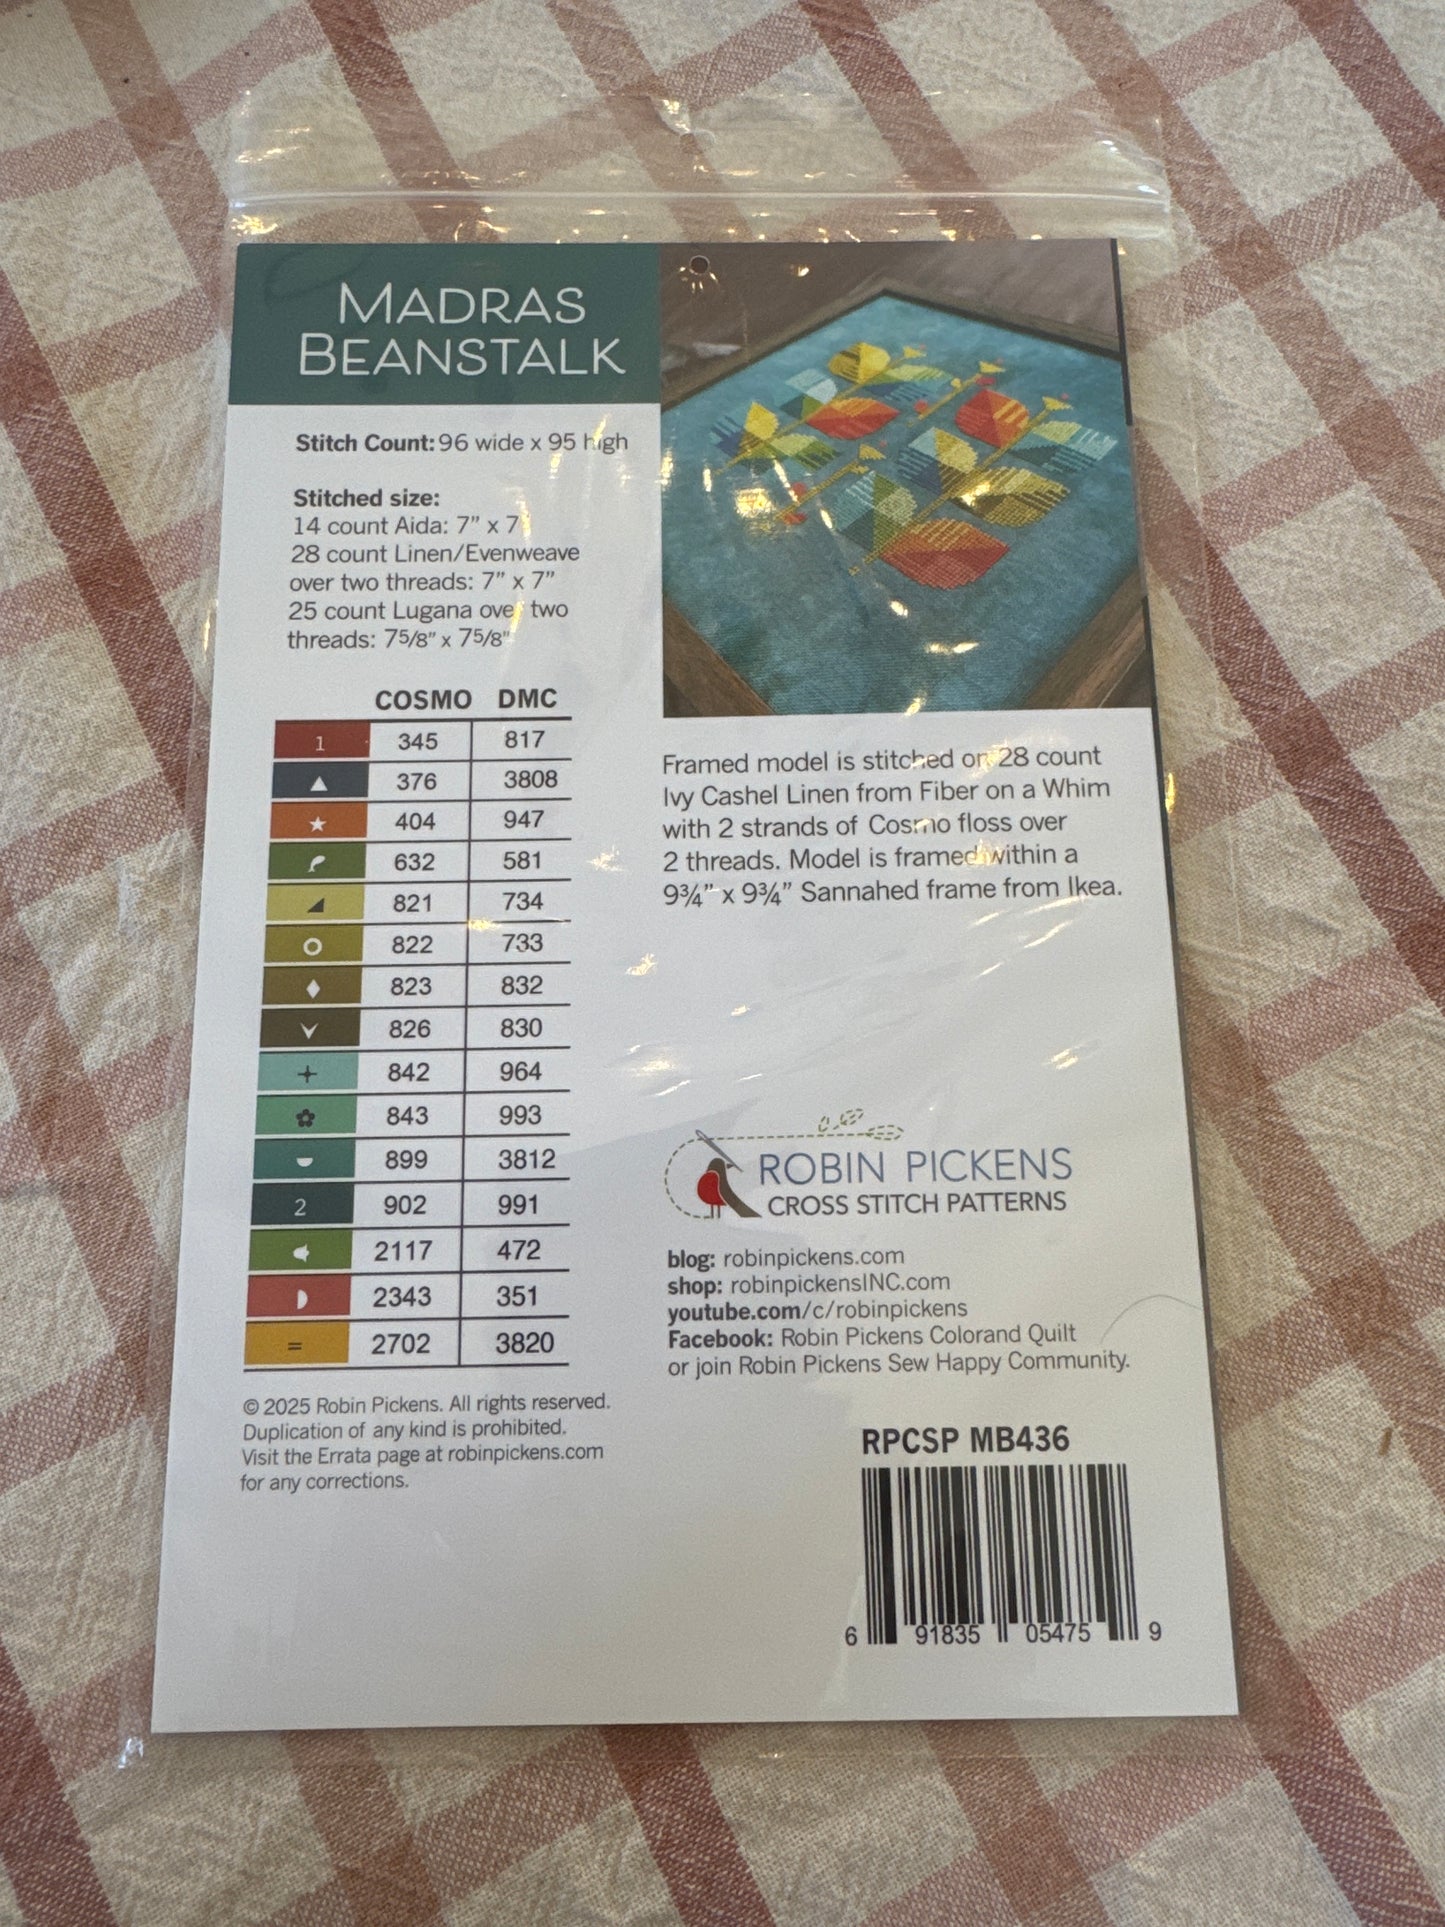 MADRAS
BEANSTALK
Stitch Count: 96 wide x 95 high
Stitched size:
14 count Aida: 7” x 7
28 count Linen/Evenweave
over two threads: 7” x 7”
25 count Lugana over two
threads: 75/8” x 75/8”
COSMO DMC
1 345 817
376 3808
404 947
632 581
821 734
822 733
823 832
826 830
842 964
843 993
899 3812
2 902 991
2117 472
2343 351
= 2702 3820
© 2025 Robin Pickens. All rights reserved.
Duplication of any kind is prohibited.
Visit the Errata page at robinpickens.com
for any corrections.
Framed model is stitched on 28 count
Ivy Cashel Linen from Fiber on a Whim
with 2 strands of Cosmo floss over
2 threads. Model is framed within a
9¾” x 9¾” Sannahed frame from Ikea.
ROBIN PICKENS
CROSS STITCH PATTERNS
blog: robinpickens.com
shop: robinpickensINC.com
youtube.com/c/robinpickens
Facebook: Robin Pickens Colorand Quilt
or join Robin Pickens Sew Happy Community.
RPCSP MB436
6 91835 05475 9